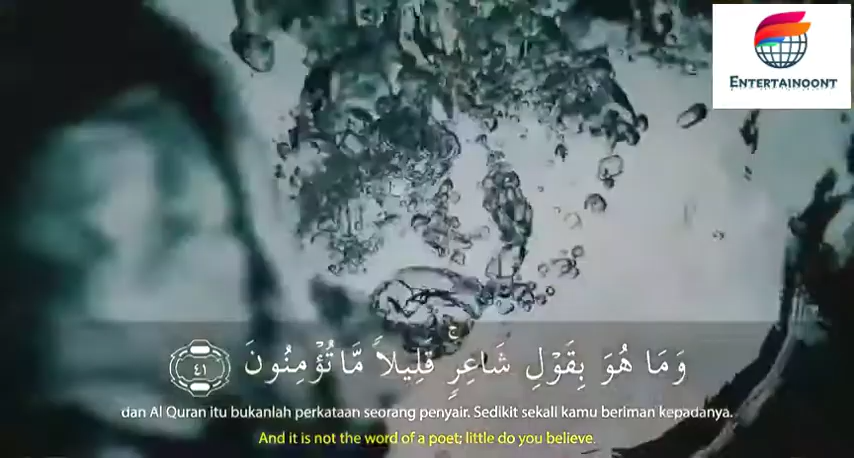 ENTERTAINOONT
وَمَا هُوَ بِقَوْلِ شَاعِرٍ ۚ قَلِيلاً مَّا تُؤْمِنُونَ ٤١
dan Al Quran itu bukanlah perkataan seorang penyair. Sedikit sekali kamu beriman kepadanya.
And it is not the word of a poet; little do you believe.